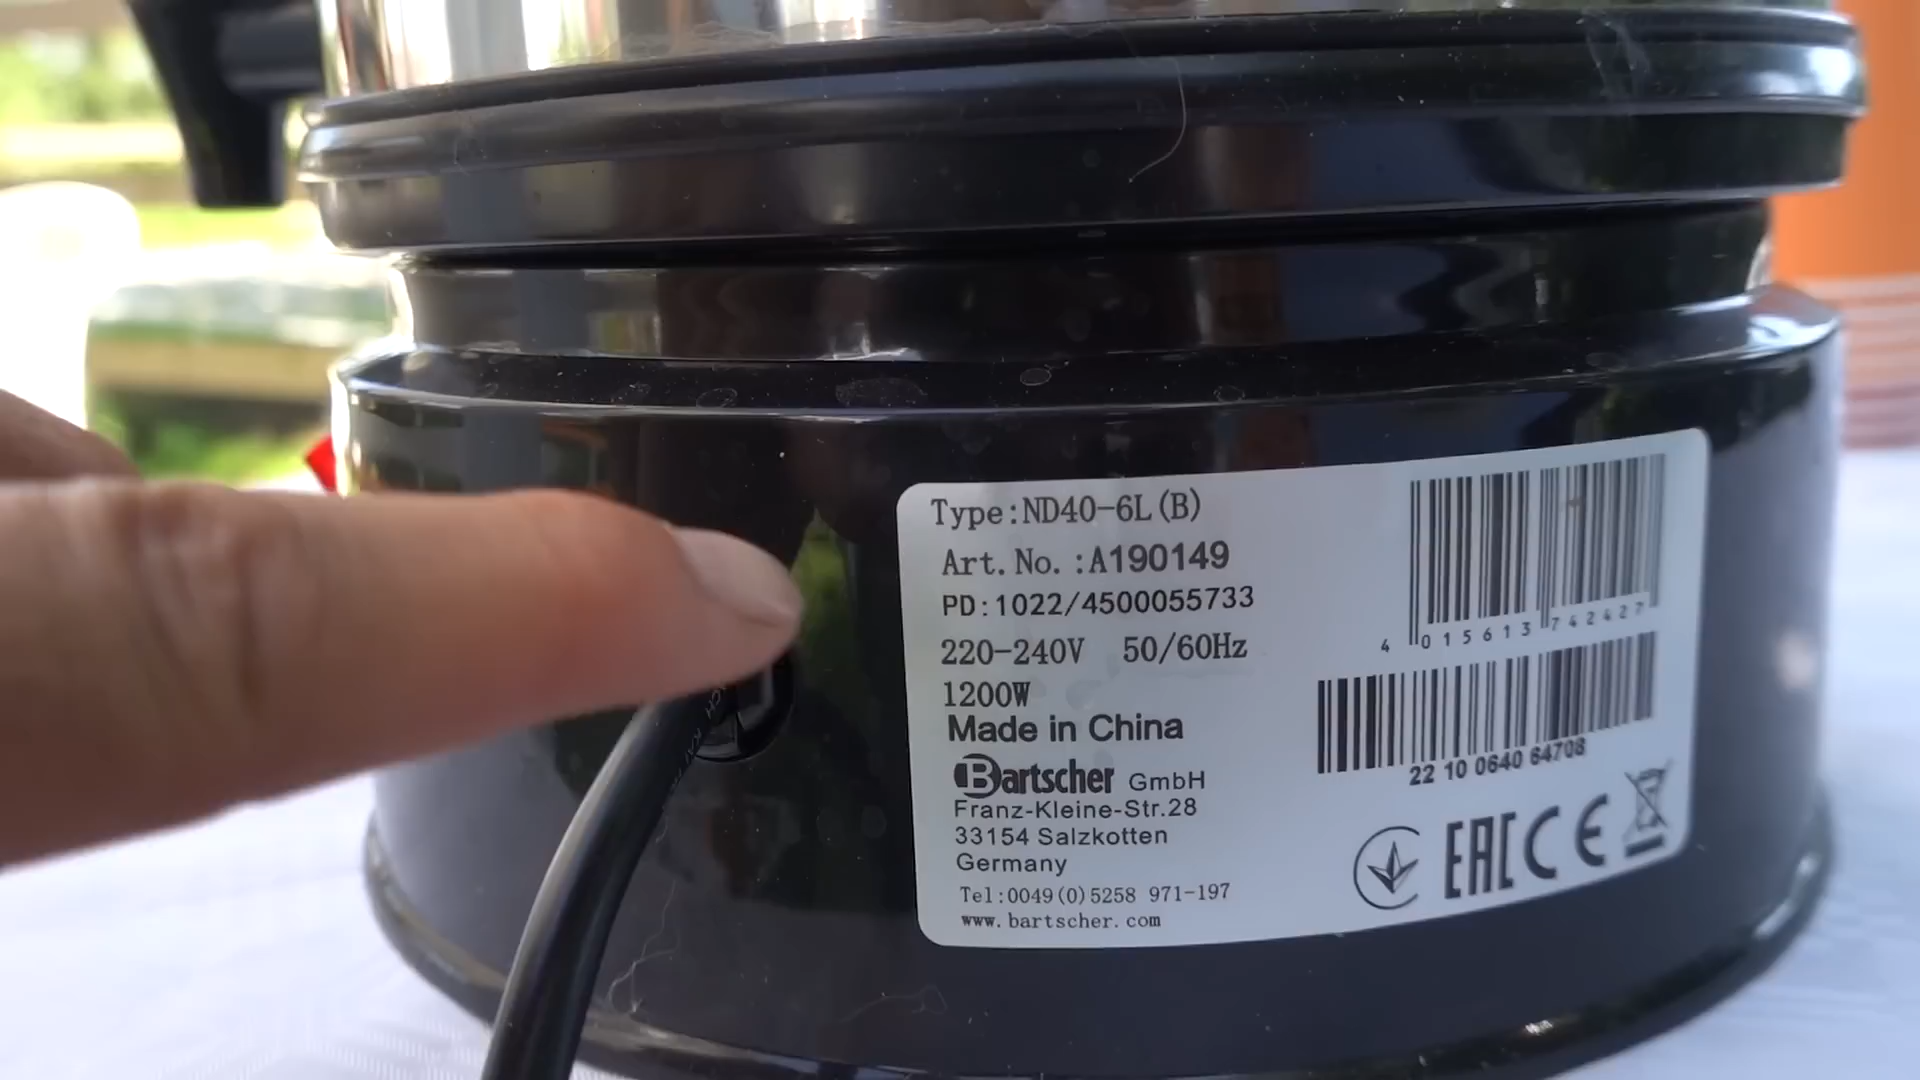 Type:ND40-6L(B)
Art.No.:A190149
PD:1022/4500055733
220-240V 50/60Hz
1200W
Made in China
Bartscher GmbH
Franz-Kleine-Str.28
33154 Salzkotten
Germany
Tel:0049(0)5258 971-197
www.bartscher.com
4 015613 742427
22 10 0640 64708
EAC CE